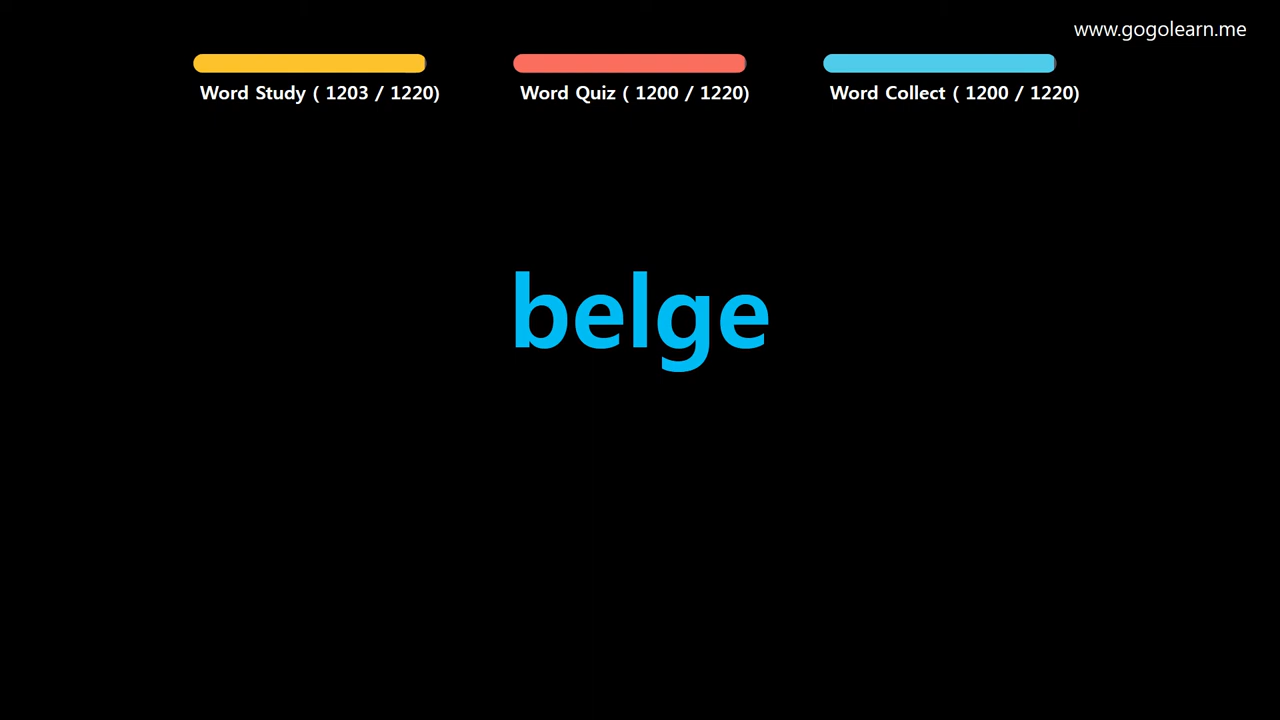 www.gogolearn.me
Word Study ( 1203 / 1220)
Word Quiz ( 1200 / 1220)
Word Collect ( 1200 / 1220)
belge